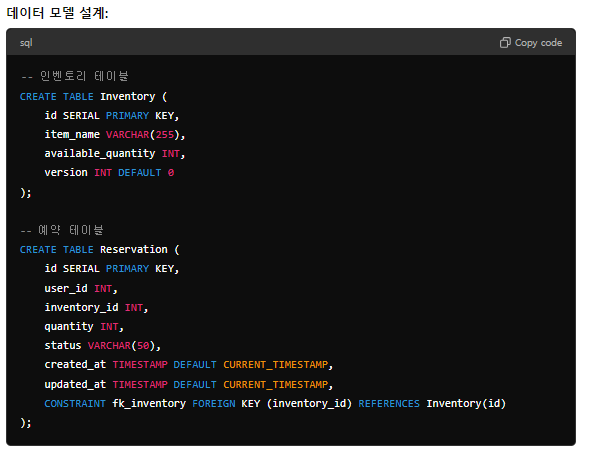 데이터 모델 설계:
sql
Copy code
-- 인벤토리 테이블
CREATE TABLE Inventory (
    id SERIAL PRIMARY KEY,
    item_name VARCHAR(255),
    available_quantity INT,
    version INT DEFAULT 0
);
-- 예약 테이블
CREATE TABLE Reservation (
    id SERIAL PRIMARY KEY,
    user_id INT,
    inventory_id INT,
    quantity INT,
    status VARCHAR(50),
    created_at TIMESTAMP DEFAULT CURRENT_TIMESTAMP,
    updated_at TIMESTAMP DEFAULT CURRENT_TIMESTAMP,
    CONSTRAINT fk_inventory FOREIGN KEY (inventory_id) REFERENCES Inventory(id)
);